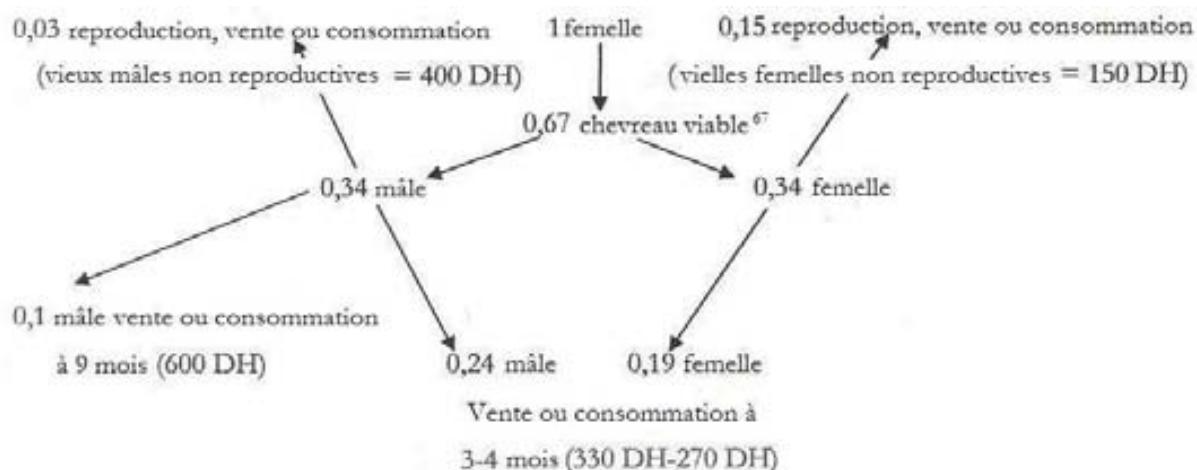 0,03 reproduction, vente ou consommation
(vieux mâles non reproductives = 400 DH)
1 femelle
0,15 reproduction, vente ou consommation
(vielles femelles non reproductives = 150 DH)
0,67 chevreau viable 67
0,34 mâle
0,34 femelle
0,1 mâle vente ou consommation
à 9 mois (600 DH)
0,24 mâle
0,19 femelle
Vente ou consommation à
3-4 mois (330 DH-270 DH)